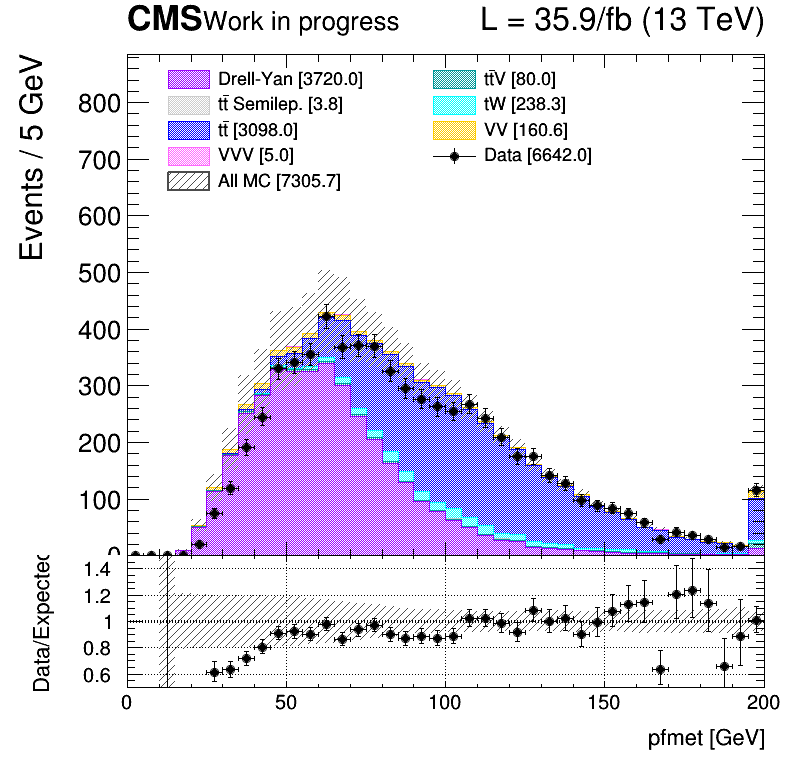 CMS Work in progress L = 35.9/fb (13 TeV)
Events / 5 GeV
Drell-Yan [3720.0]
tt̄ Semilep. [3.8]
tt̄ [3098.0]
VVV [5.0]
All MC [7305.7]
tt̄V [80.0]
tW [238.3]
VV [160.6]
Data [6642.0]
800
700
600
500
400
300
200
100
0
Data/Expected
1.4
1.2
1
0.8
0.6
0 50 100 150 200
pfmet [GeV]